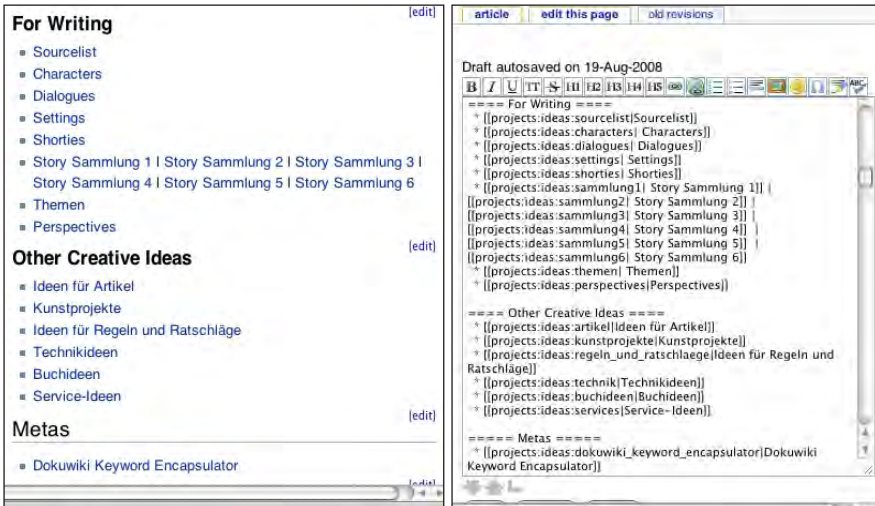 [edit]
For Writing
Sourcelist
Characters
Dialogues
Settings
Shorties
Story Sammlung 1 | Story Sammlung 2 | Story Sammlung 3 |
Story Sammlung 4 | Story Sammlung 5 | Story Sammlung 6
Themen
Perspectives
[edit]
Other Creative Ideas
Ideen für Artikel
Kunstprojekte
Ideen für Regeln und Ratschläge
Technikideen
Buchideen
Service-Ideen
[edit]
Metas
Dokuwiki Keyword Encapsulator
[edit]
article edit this page old revisions
Draft autosaved on 19-Aug-2008
B I U TT S H1 H2 H3 H4 H5 Ω ABC
==== For Writing ====
* [[projects:ideas:sourcelist|Sourcelist]]
* [[projects:ideas:characters| Characters]]
* [[projects:ideas:dialogues| Dialogues]]
* [[projects:ideas:settings| Settings]]
* [[projects:ideas:shorties| Shorties]]
* [[projects:ideas:sammlung1| Story Sammlung 1]] |
[[projects:ideas:sammlung2| Story Sammlung 2]] |
[[projects:ideas:sammlung3| Story Sammlung 3]] |
[[projects:ideas:sammlung4| Story Sammlung 4]] |
[[projects:ideas:sammlung5| Story Sammlung 5]] |
[[projects:ideas:sammlung6| Story Sammlung 6]]
* [[projects:ideas:themen| Themen]]
* [[projects:ideas:perspectives|Perspectives]]
==== Other Creative Ideas ====
* [[projects:ideas:artikel|Ideen für Artikel]]
* [[projects:ideas:kunstprojekte|Kunstprojekte]]
* [[projects:ideas:regeln_und_ratschlaege|Ideen für Regeln und
Ratschläge]]
* [[projects:ideas:technik|Technikideen]]
* [[projects:ideas:buchideen|Buchideen]]
* [[projects:ideas:services|Service-Ideen]]
===== Metas =====
* [[projects:ideas:dokuwiki_keyword_encapsulator|Dokuwiki
Keyword Encapsulator]]